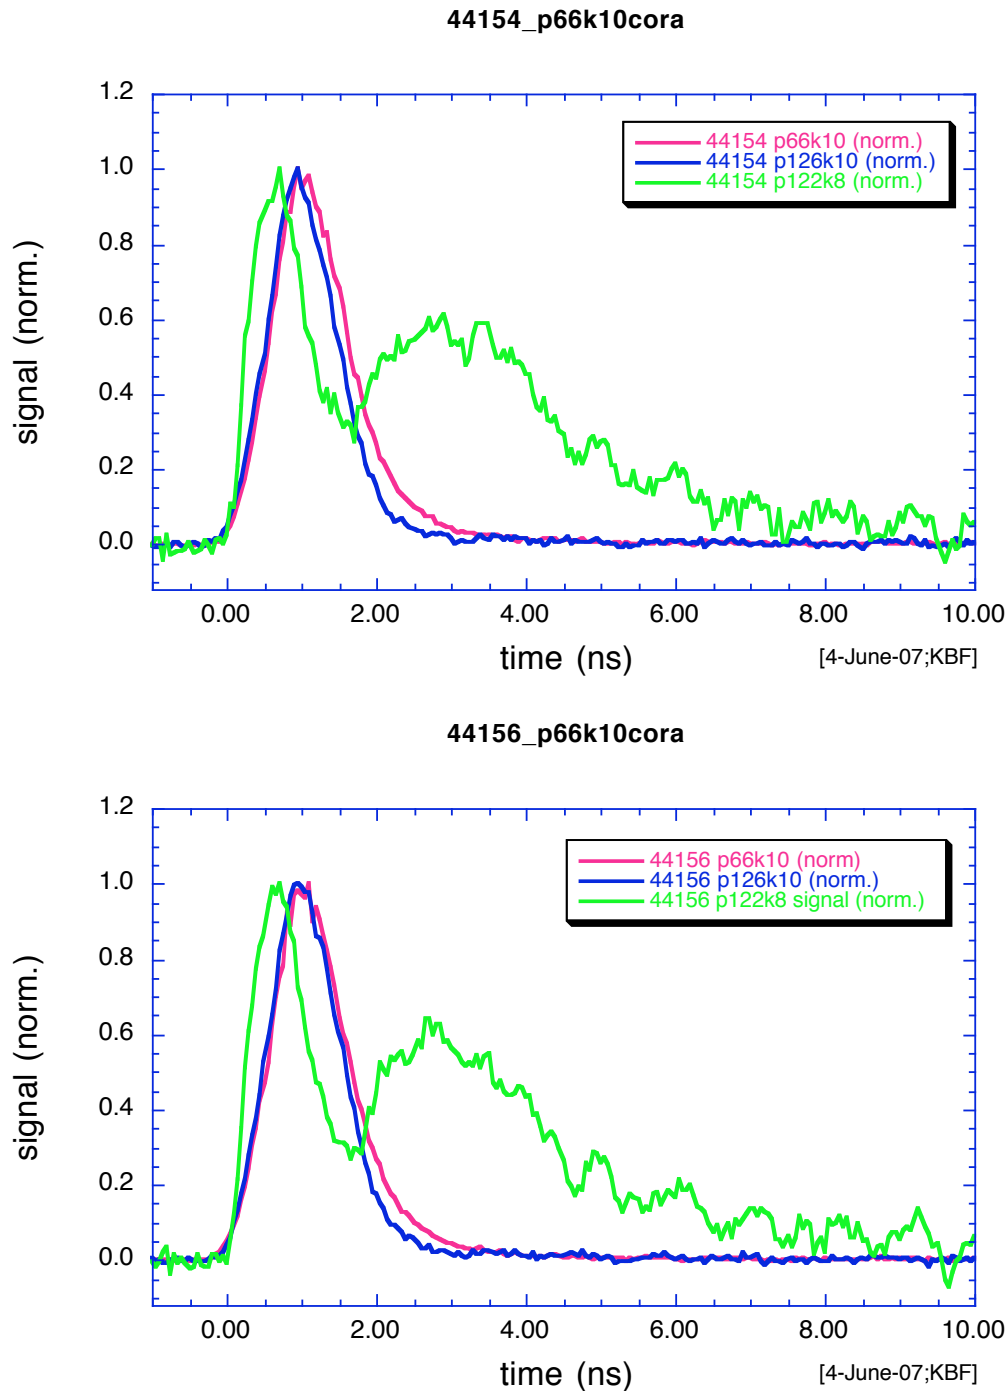 44154_p66k10cora
1.2
44154 p66k10 (norm.)
44154 p126k10 (norm.)
44154 p122k8 (norm.)
1.0
0.8
0.6
0.4
0.2
0.0
signal (norm.)
0.00 2.00 4.00 6.00 8.00 10.00
time (ns)
[4-June-07;KBF]
44156_p66k10cora
1.2
44156 p66k10 (norm)
44156 p126k10 (norm.)
44156 p122k8 signal (norm.)
1.0
0.8
0.6
0.4
0.2
0.0
signal (norm.)
0.00 2.00 4.00 6.00 8.00 10.00
time (ns)
[4-June-07;KBF]